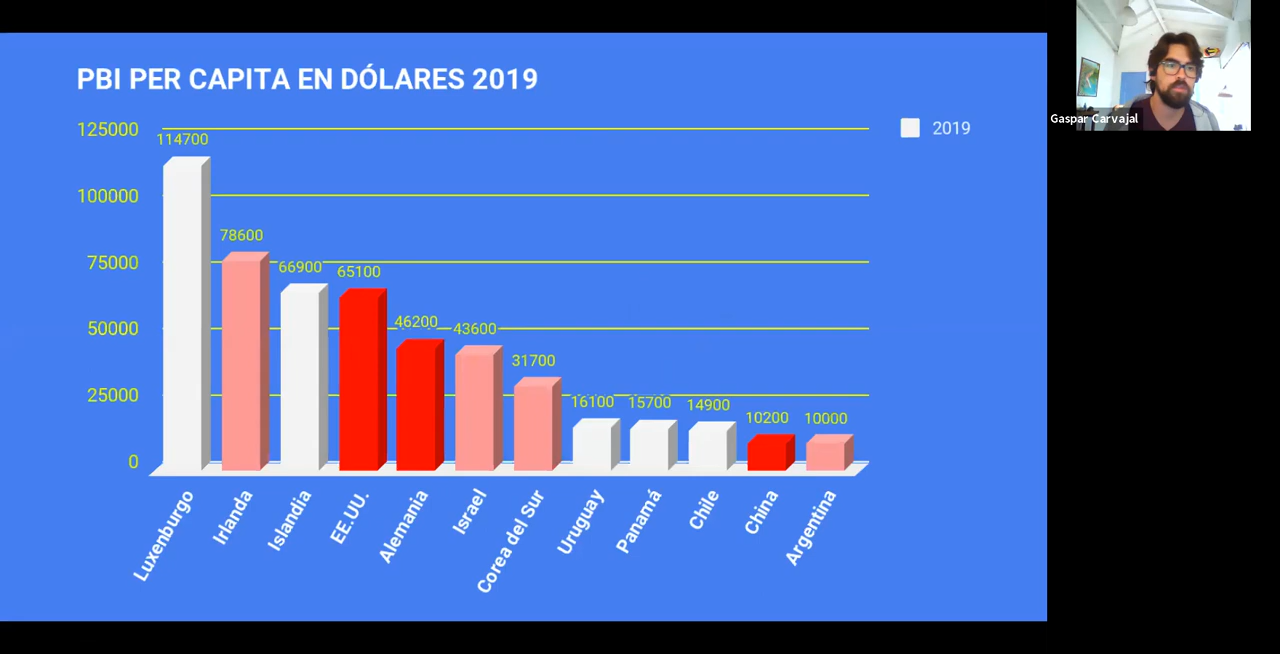 PBI PER CAPITA EN DÓLARES 2019
125000
114700
2019
Gaspar Carvajal
100000
78600
75000
66900
65100
50000
46200
43600
31700
25000
16100
15700
14900
10200
10000
0
Luxenburgo
Irlanda
Islandia
EE.UU.
Alemania
Israel
Corea del Sur
Uruguay
Panamá
Chile
China
Argentina